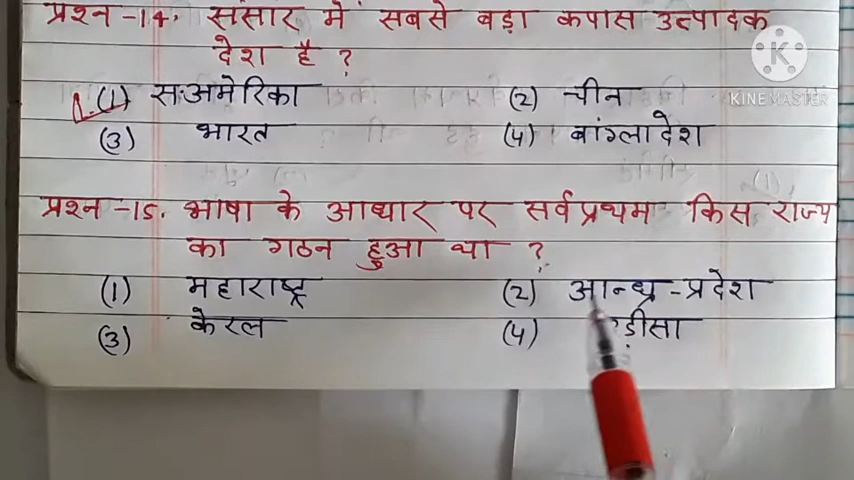 प्रश्न -14. संसार में सबसे बड़ा कपास उत्पादक
देश है ?
(1) स.अमेरिका (2) चीन
(3) भारत (4) बांग्लादेश
KINEMASTER
प्रश्न -15. भाषा के आधार पर सर्वप्रथम किस राज्य
का गठन हुआ था ?
(1) महाराष्ट्र (2) आन्ध्र -प्रदेश
(3) केरल (4)